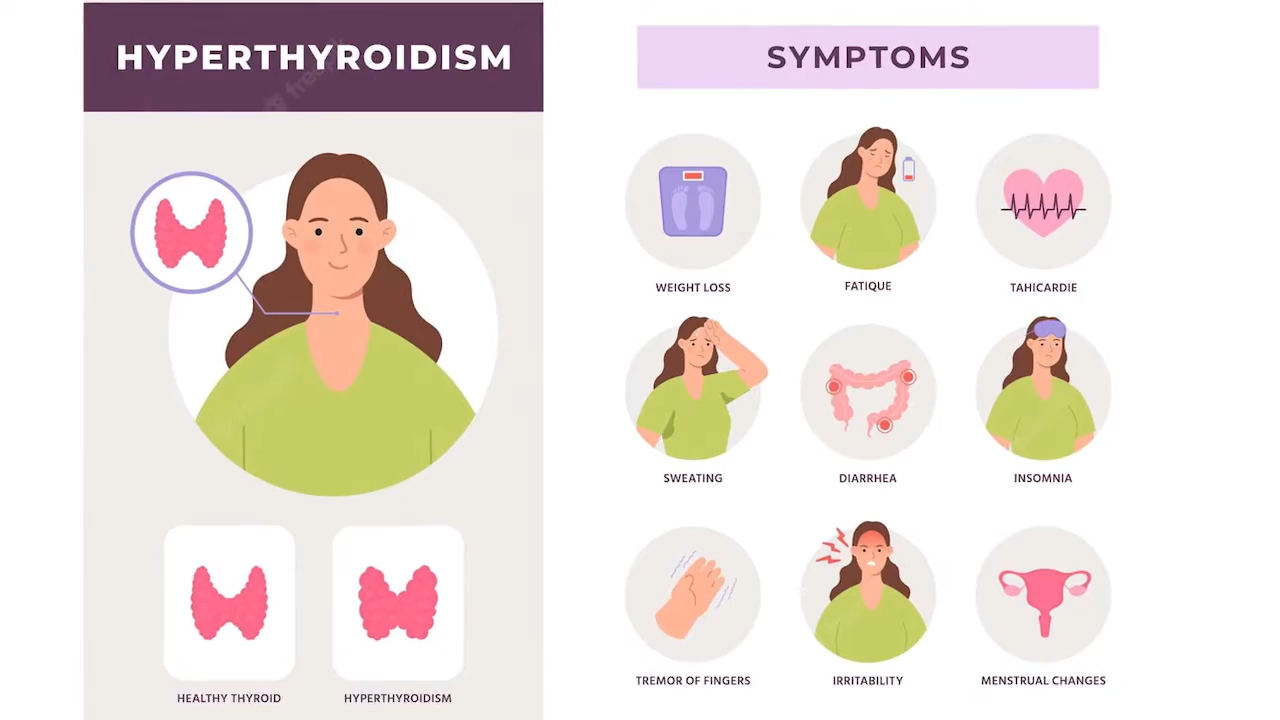 HYPERTHYROIDISM
HEALTHY THYROID
HYPERTHYROIDISM
SYMPTOMS
WEIGHT LOSS
FATIQUE
TAHICARDIE
SWEATING
DIARRHEA
INSOMNIA
TREMOR OF FINGERS
IRRITABILITY
MENSTRUAL CHANGES